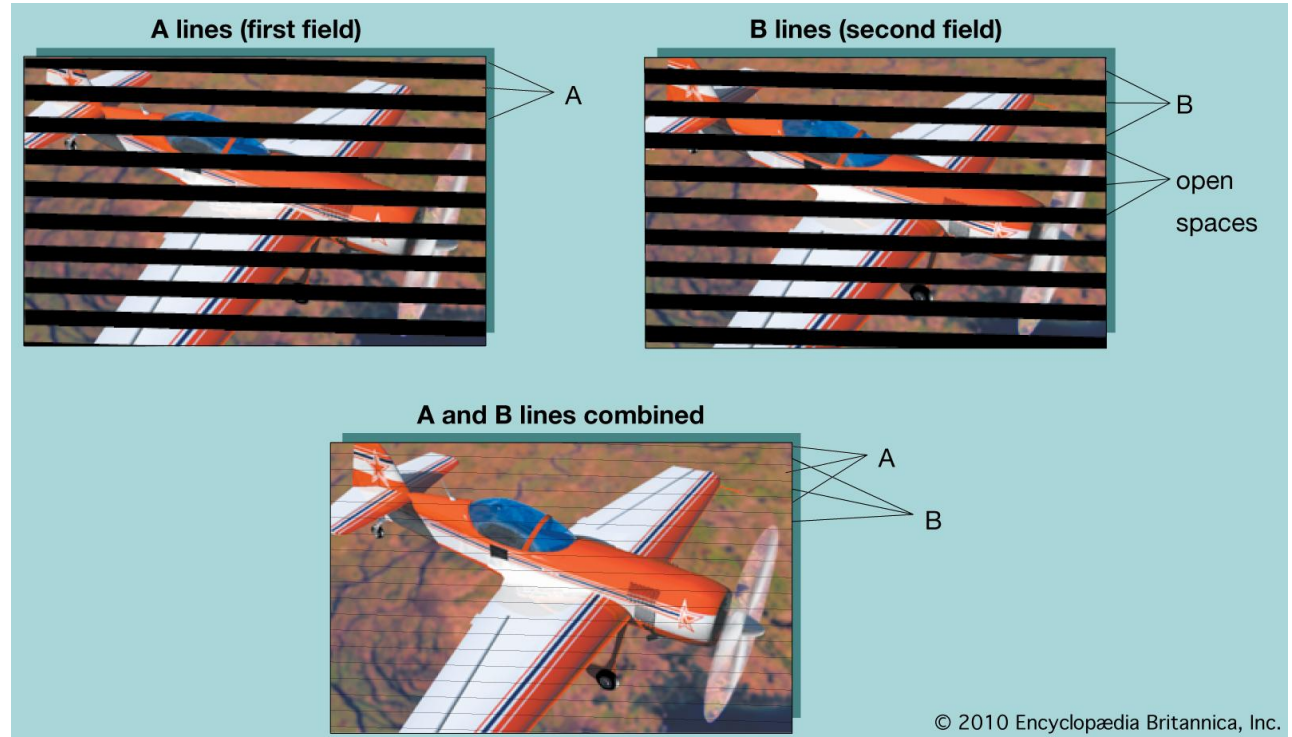 A lines (first field)
B lines (second field)
A
B
open
spaces
A and B lines combined
A
B
© 2010 Encyclopædia Britannica, Inc.